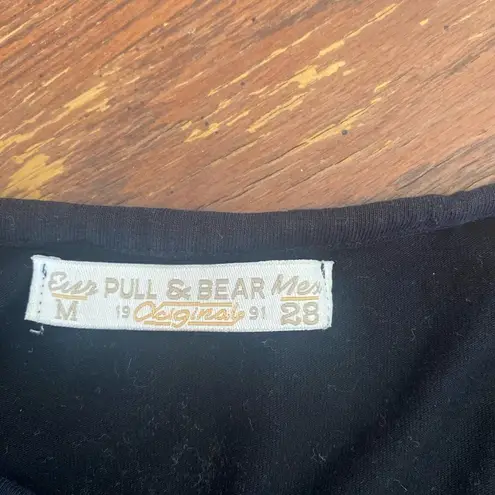 Eur PULL & BEAR Mex
M 19 Original 91 28